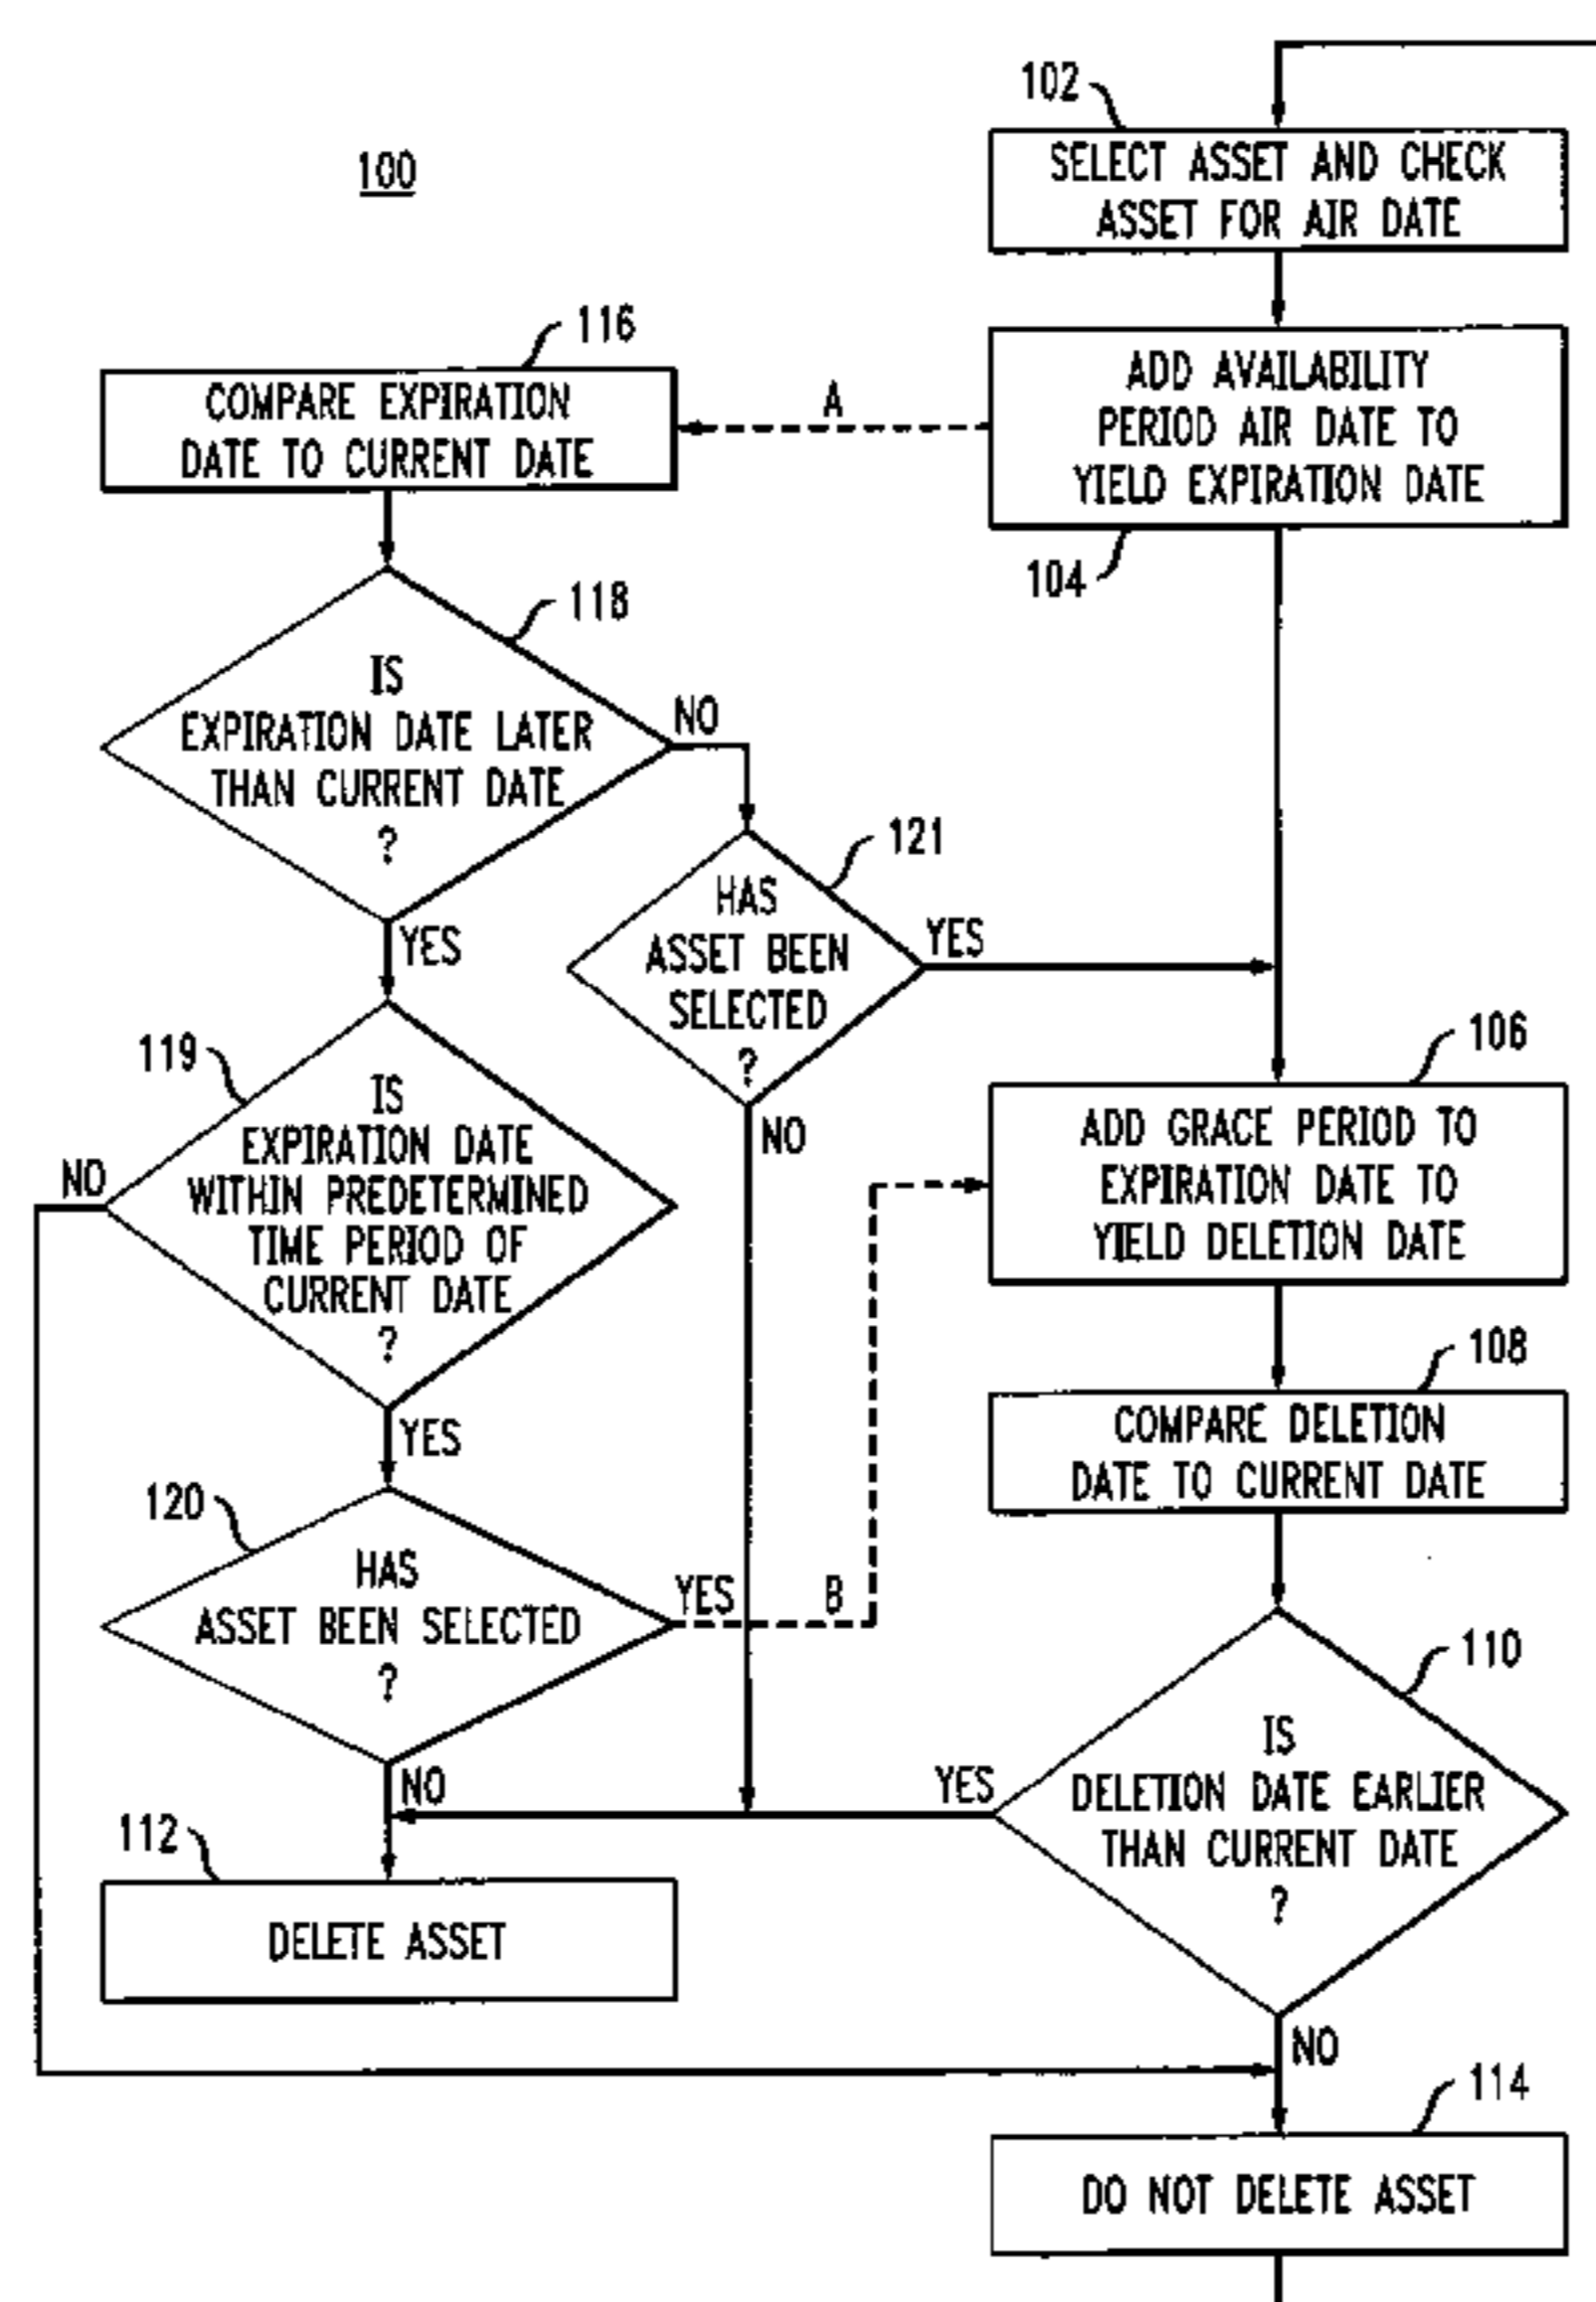 100
102
SELECT ASSET AND CHECK
ASSET FOR AIR DATE
ADD AVAILABILITY
PERIOD AIR DATE TO
YIELD EXPIRATION DATE
104
A
116
COMPARE EXPIRATION
DATE TO CURRENT DATE
118
IS
EXPIRATION DATE LATER
THAN CURRENT DATE
?
NO
YES
121
HAS
ASSET BEEN
SELECTED
?
YES
NO
119
IS
EXPIRATION DATE
WITHIN PREDETERMINED
TIME PERIOD OF
CURRENT DATE
?
NO
YES
106
ADD GRACE PERIOD TO
EXPIRATION DATE TO
YIELD DELETION DATE
108
COMPARE DELETION
DATE TO CURRENT DATE
120
HAS
ASSET BEEN SELECTED
?
YES
B
NO
110
IS
DELETION DATE EARLIER
THAN CURRENT DATE
?
YES
NO
112
DELETE ASSET
114
DO NOT DELETE ASSET